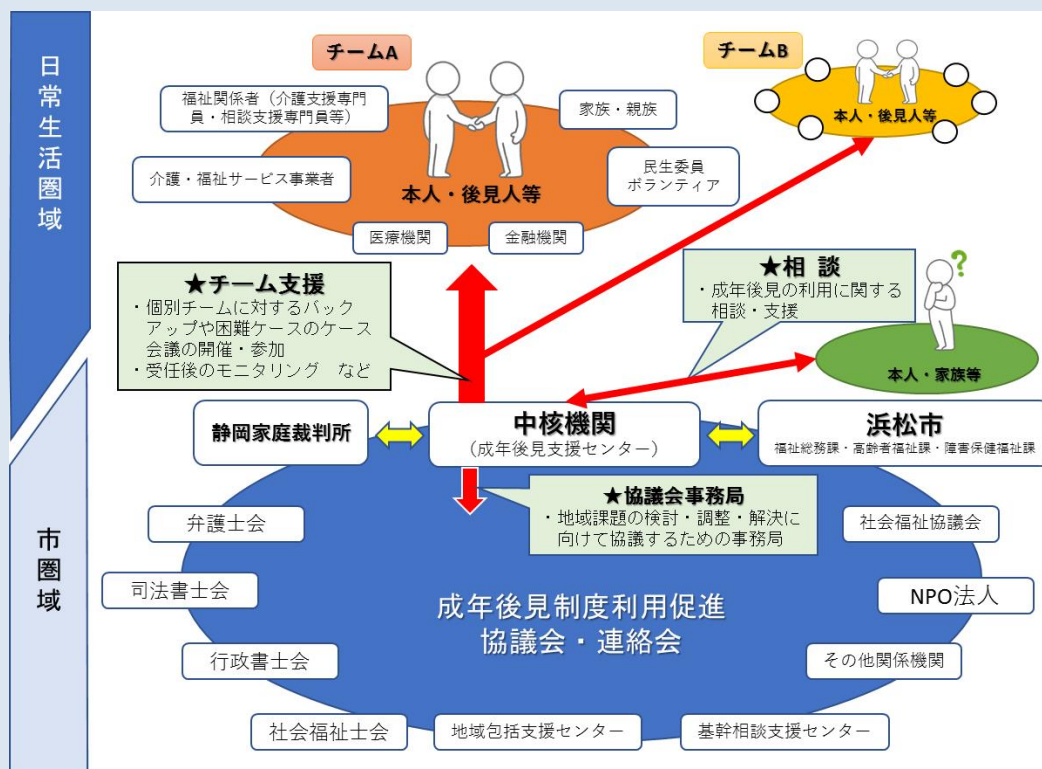 日常生活圏域
チームA
チームB
福祉関係者（介護支援専門
員・相談支援専門員等）
家族・親族
本人・後見人等
介護・福祉サービス事業者
民生委員
ボランティア
本人・後見人等
医療機関
金融機関
★チーム支援
・個別チームに対するバック
アップや困難ケースのケース
会議の開催・参加
・受任後のモニタリング　など
★相 談
・成年後見の利用に関する
相談・支援
?
本人・家族等
市圏域
静岡家庭裁判所
中核機関
（成年後見支援センター）
浜松市
福祉総務課・高齢者福祉課・障害保健福祉課
★協議会事務局
・地域課題の検討・調整・解決に
向けて協議するための事務局
弁護士会
社会福祉協議会
司法書士会
NPO法人
成年後見制度利用促進
協議会・連絡会
行政書士会
その他関係機関
社会福祉士会
地域包括支援センター
基幹相談支援センター